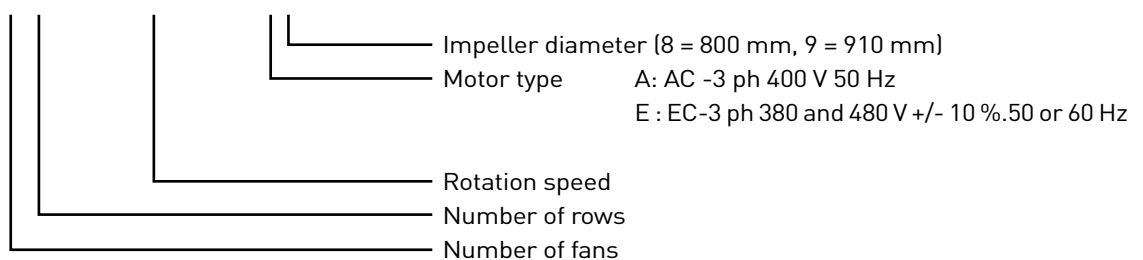 Impeller diameter (8 = 800 mm, 9 = 910 mm)
Motor type A: AC -3 ph 400 V 50 Hz
E : EC-3 ph 380 and 480 V +/- 10 %.50 or 60 Hz
Rotation speed
Number of rows
Number of fans